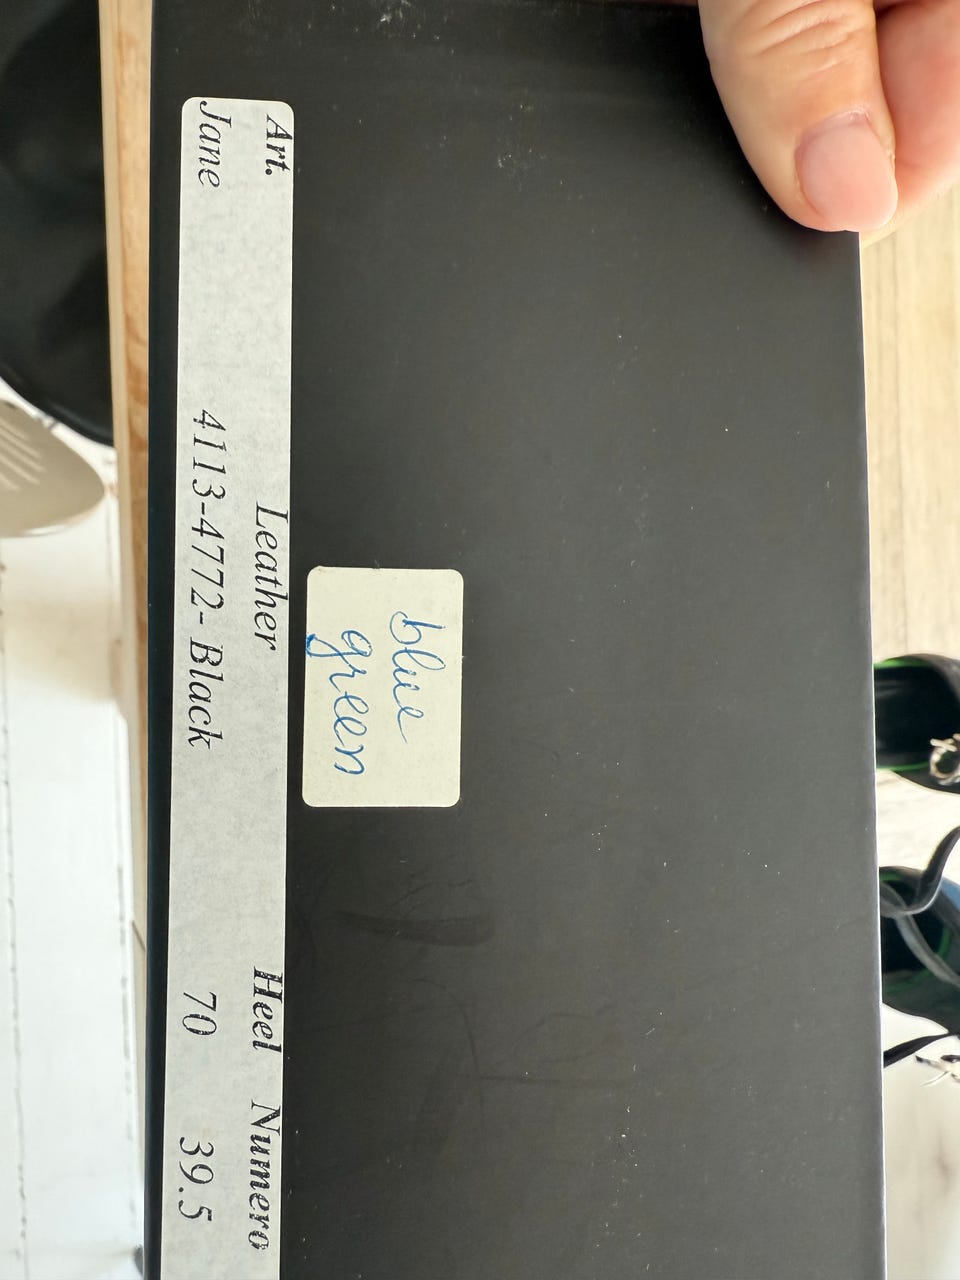 Art. Leather Heel Numero
Jane 4113-4772- Black 70 39.5
blue
green